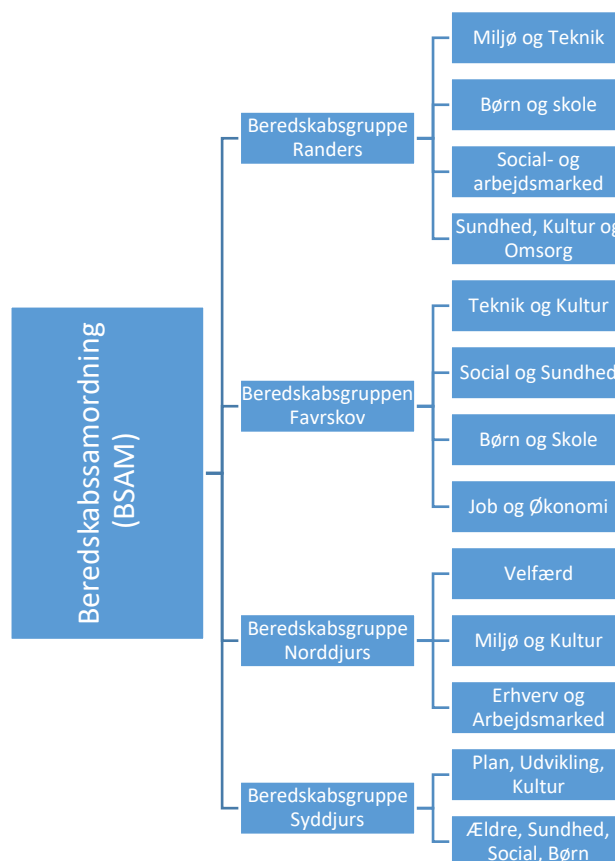 Beredskabssamordning
(BSAM)
Beredskabsgruppe
Randers
Miljø og Teknik
Børn og skole
Social- og
arbejdsmarked
Sundhed, Kultur og
Omsorg
Beredskabsgruppen
Favrskov
Teknik og Kultur
Social og Sundhed
Børn og Skole
Job og Økonomi
Beredskabsgruppe
Norddjurs
Velfærd
Miljø og Kultur
Erhverv og
Arbejdsmarked
Beredskabsgruppe
Syddjurs
Plan, Udvikling,
Kultur
Ældre, Sundhed,
Social, Børn